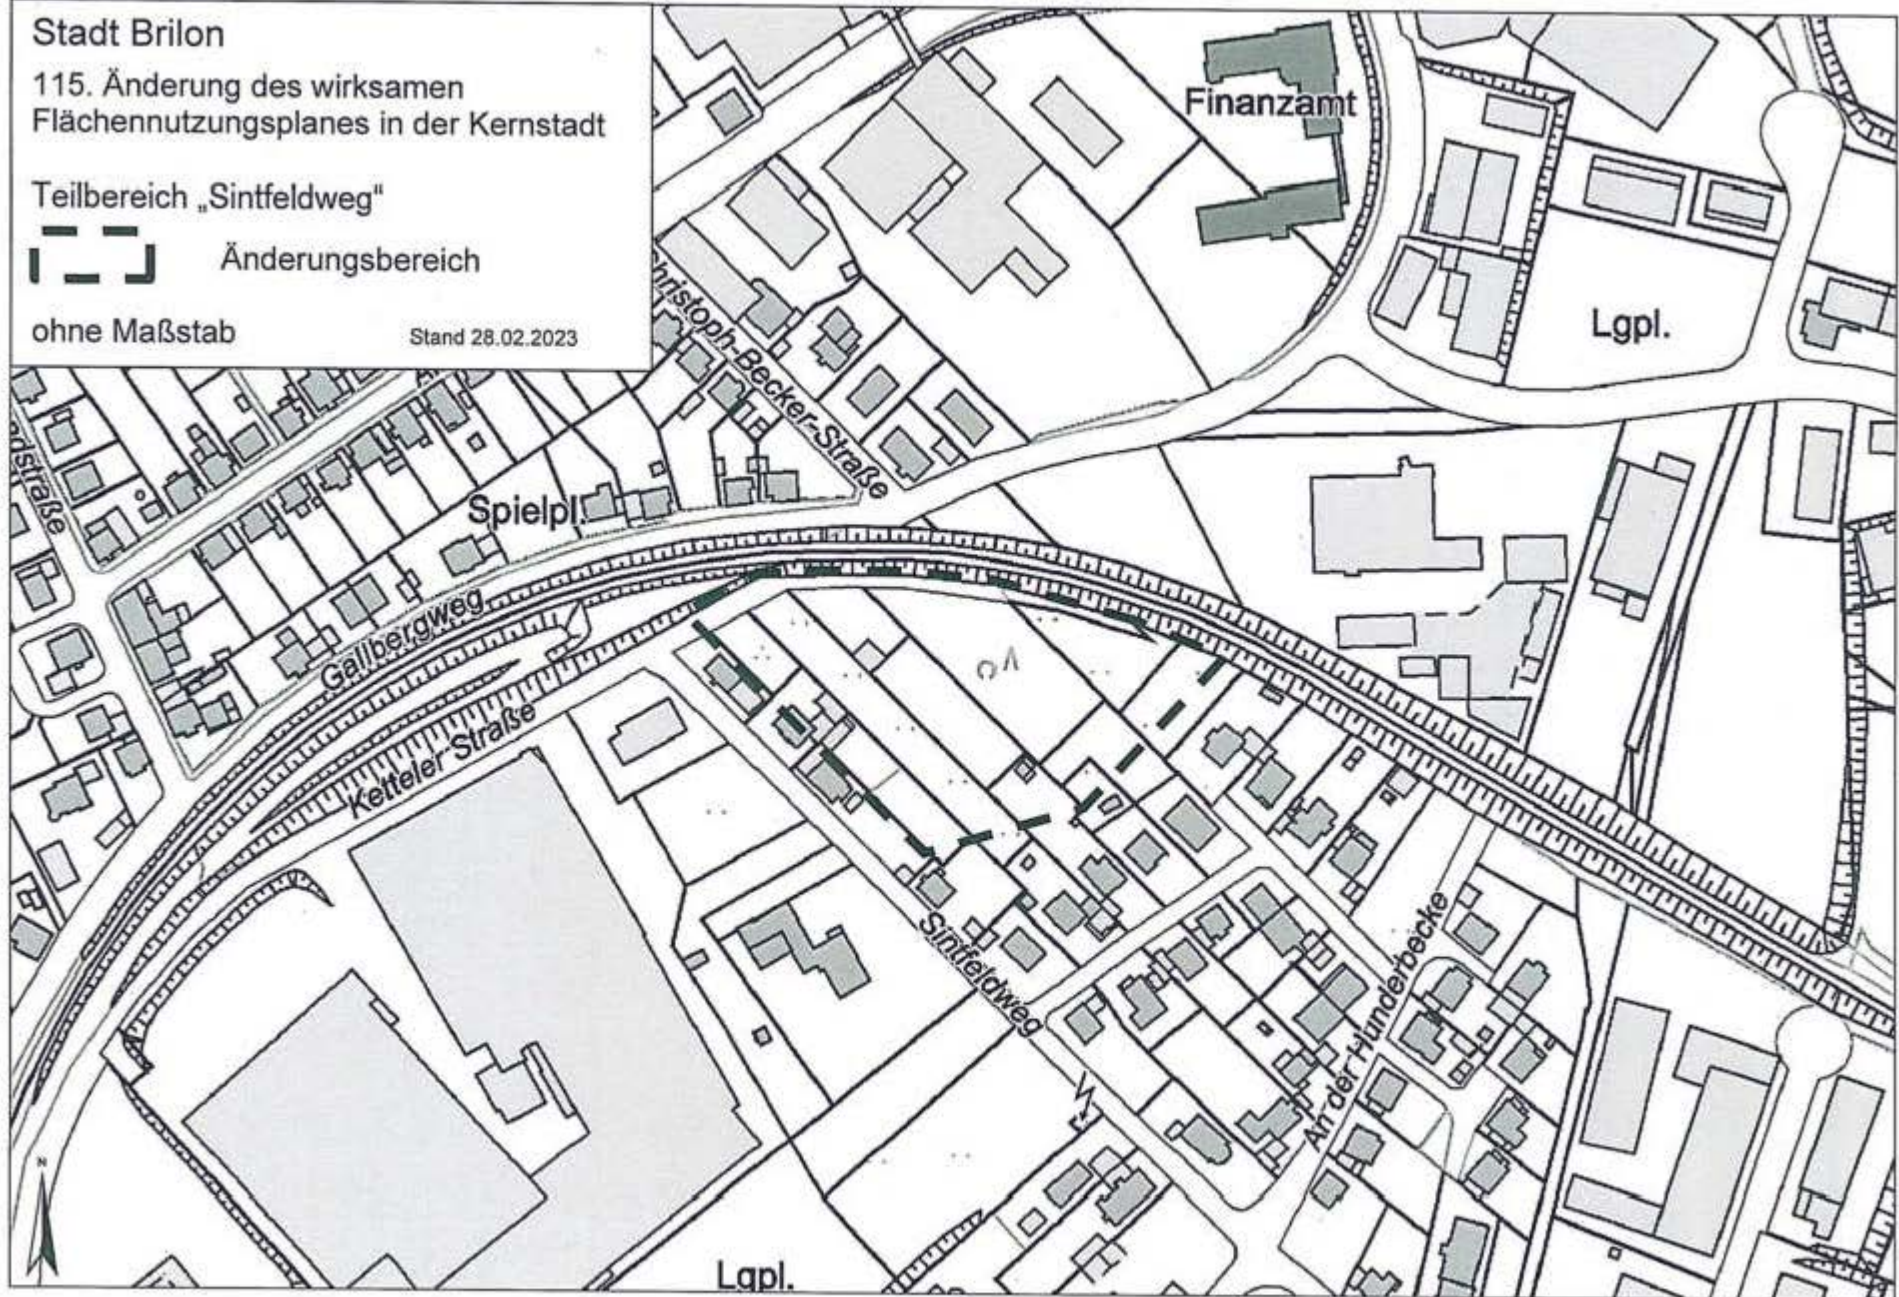 Stadt Brilon
115. Änderung des wirksamen
Flächennutzungsplanes in der Kernstadt
Teilbereich „Sintfeldweg“
Änderungsbereich
ohne Maßstab
Stand 28.02.2023
Finanzamt
Lgpl.
Christoph-Becker-Straße
Spielpl.
Gallbergweg
Ketteler Straße
Sintfeldweg
An der Hunderbecke
Lgpl.
N